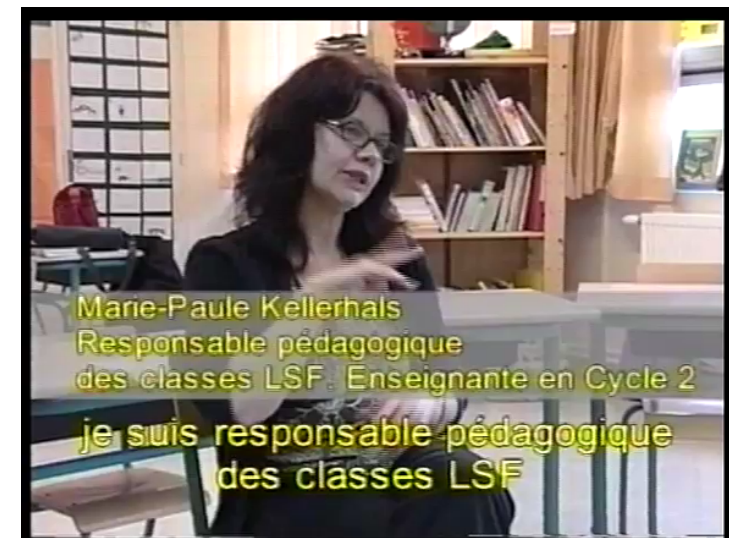 Marie-Paule Kellerhals
Responsable pédagogique
des classes LSF. Enseignante en Cycle 2
je suis responsable pédagogique
des classes LSF